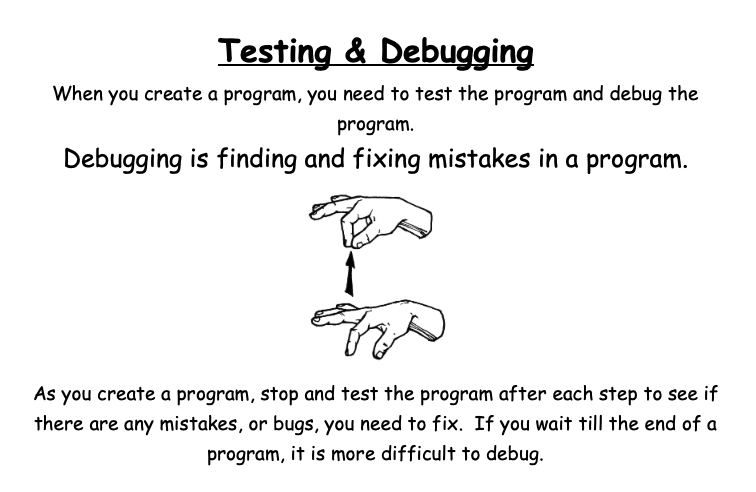 Testing & Debugging
When you create a program, you need to test the program and debug the
program.
Debugging is finding and fixing mistakes in a program.
As you create a program, stop and test the program after each step to see if
there are any mistakes, or bugs, you need to fix.  If you wait till the end of a
program, it is more difficult to debug.